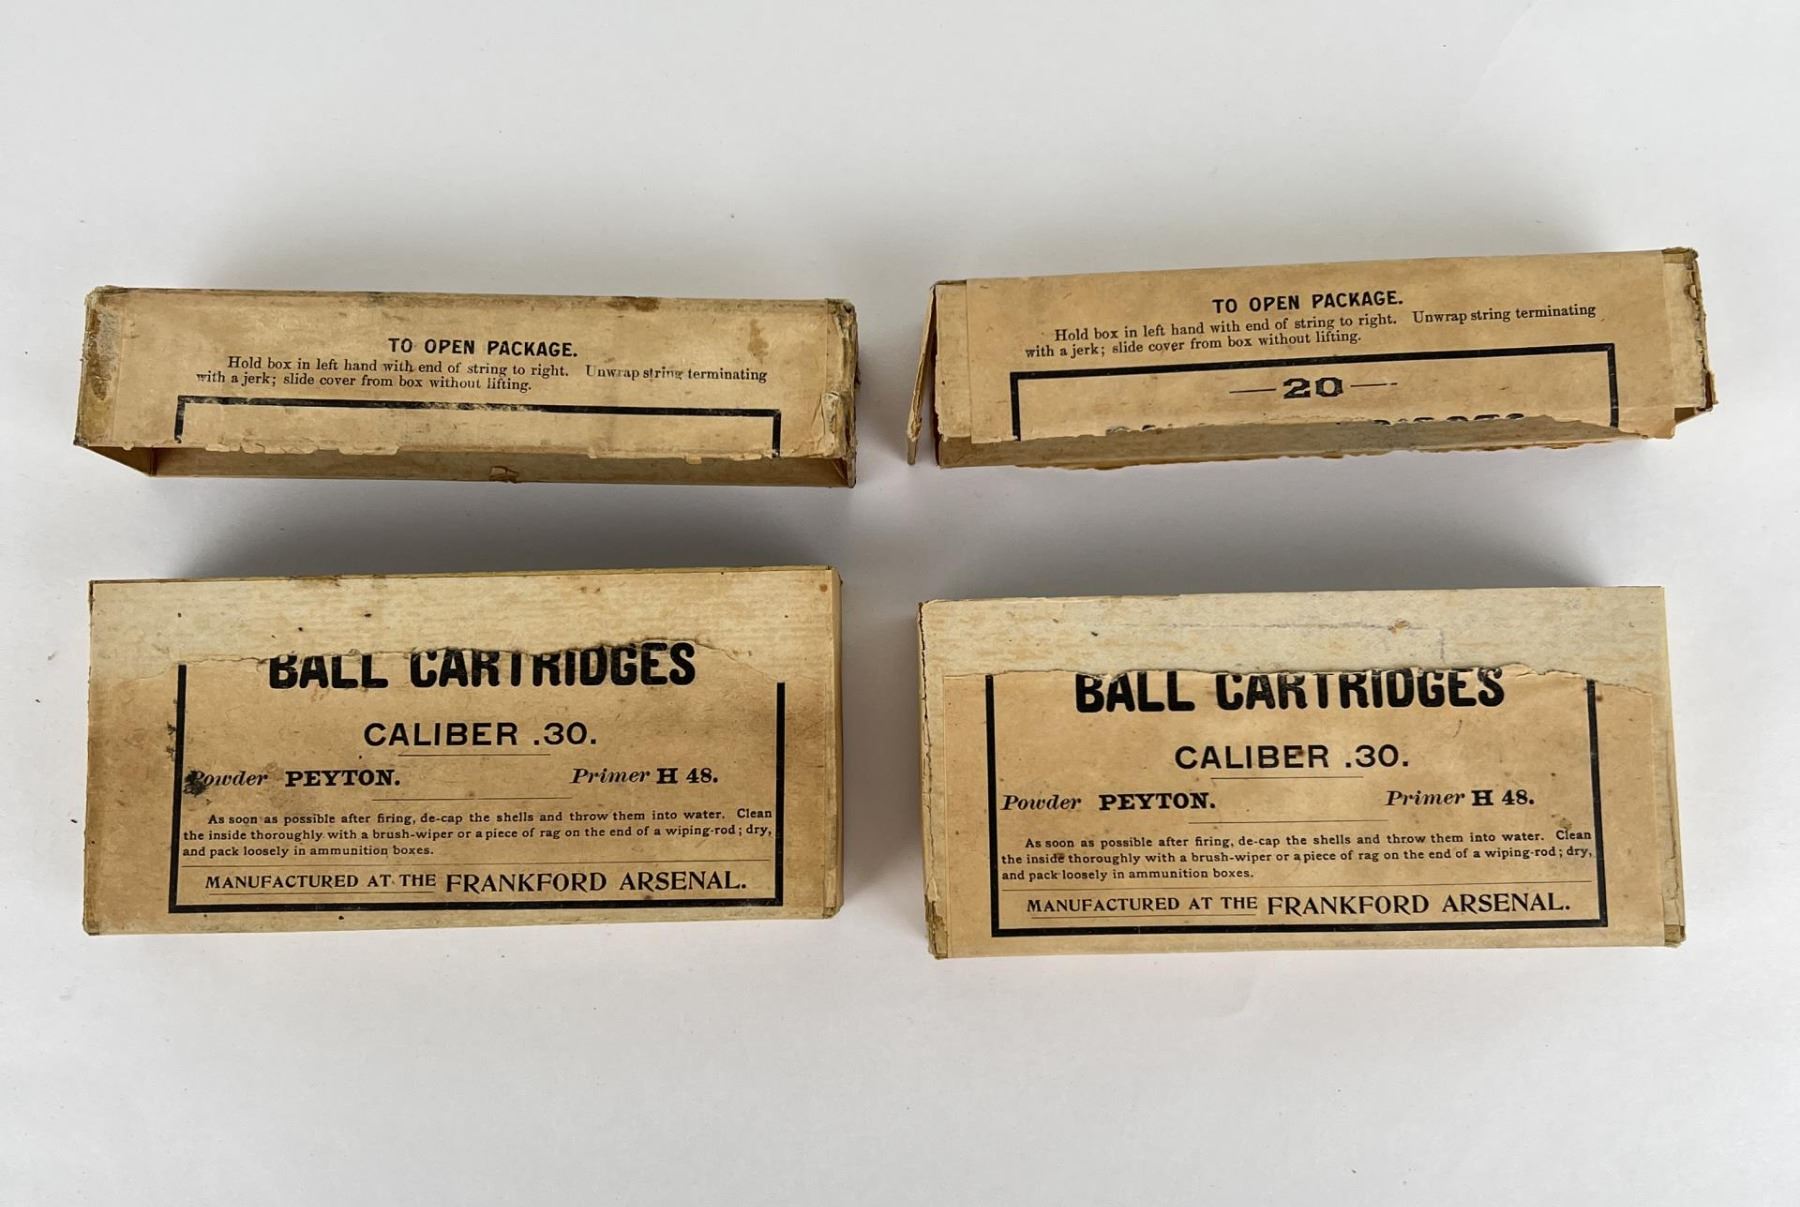 TO OPEN PACKAGE.
Hold box in left hand with end of string to right. Unwrap string terminating
with a jerk; slide cover from box without lifting.
TO OPEN PACKAGE.
Hold box in left hand with end of string to right. Unwrap string terminating
with a jerk; slide cover from box without lifting.
—20—
BALL CARTRIDGES
CALIBER .30.
Powder PEYTON. Primer H 48.
As soon as possible after firing, de-cap the shells and throw them into water. Clean
the inside thoroughly with a brush-wiper or a piece of rag on the end of a wiping-rod; dry,
and pack loosely in ammunition boxes.
MANUFACTURED AT THE FRANKFORD ARSENAL.
BALL CARTRIDGES
CALIBER .30.
Powder PEYTON. Primer H 48.
As soon as possible after firing, de-cap the shells and throw them into water. Clean
the inside thoroughly with a brush-wiper or a piece of rag on the end of a wiping-rod; dry,
and pack loosely in ammunition boxes.
MANUFACTURED AT THE FRANKFORD ARSENAL.